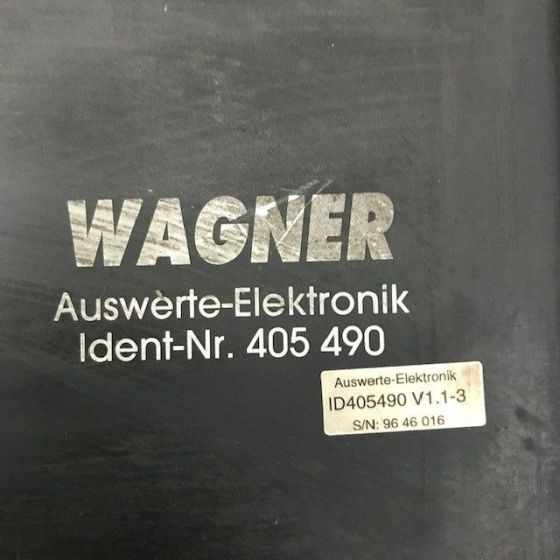 WAGNER
Auswerte-Elektronik
Ident-Nr. 405 490
Auswerte-Elektronik
ID405490 V1.1-3
S/N: 96 46 016